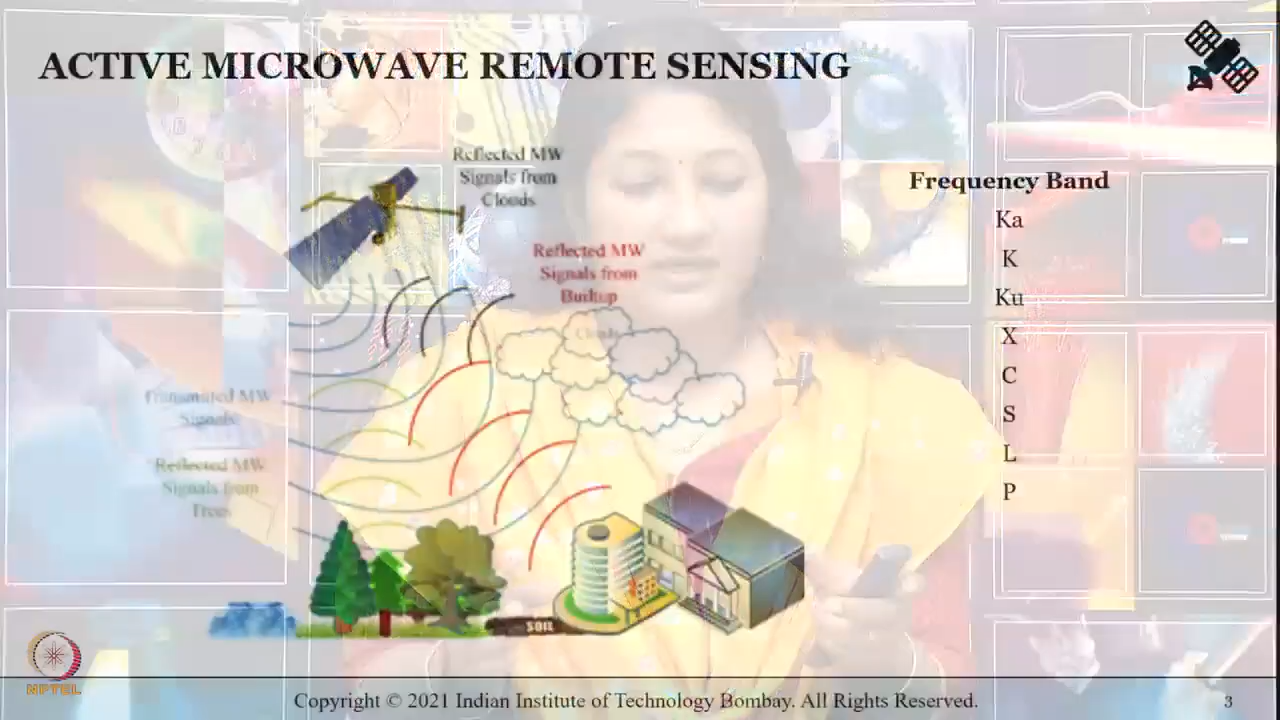 ACTIVE MICROWAVE REMOTE SENSING
Reflected MW
Signals from
Clouds
Reflected MW
Signals from
Builtup
Clouds
Transmitted MW
Signals
Reflected MW
Signals from
Trees
SOIL
Frequency Band
Ka
K
Ku
X
C
S
L
P
NPTEL
Copyright © 2021 Indian Institute of Technology Bombay. All Rights Reserved.
3